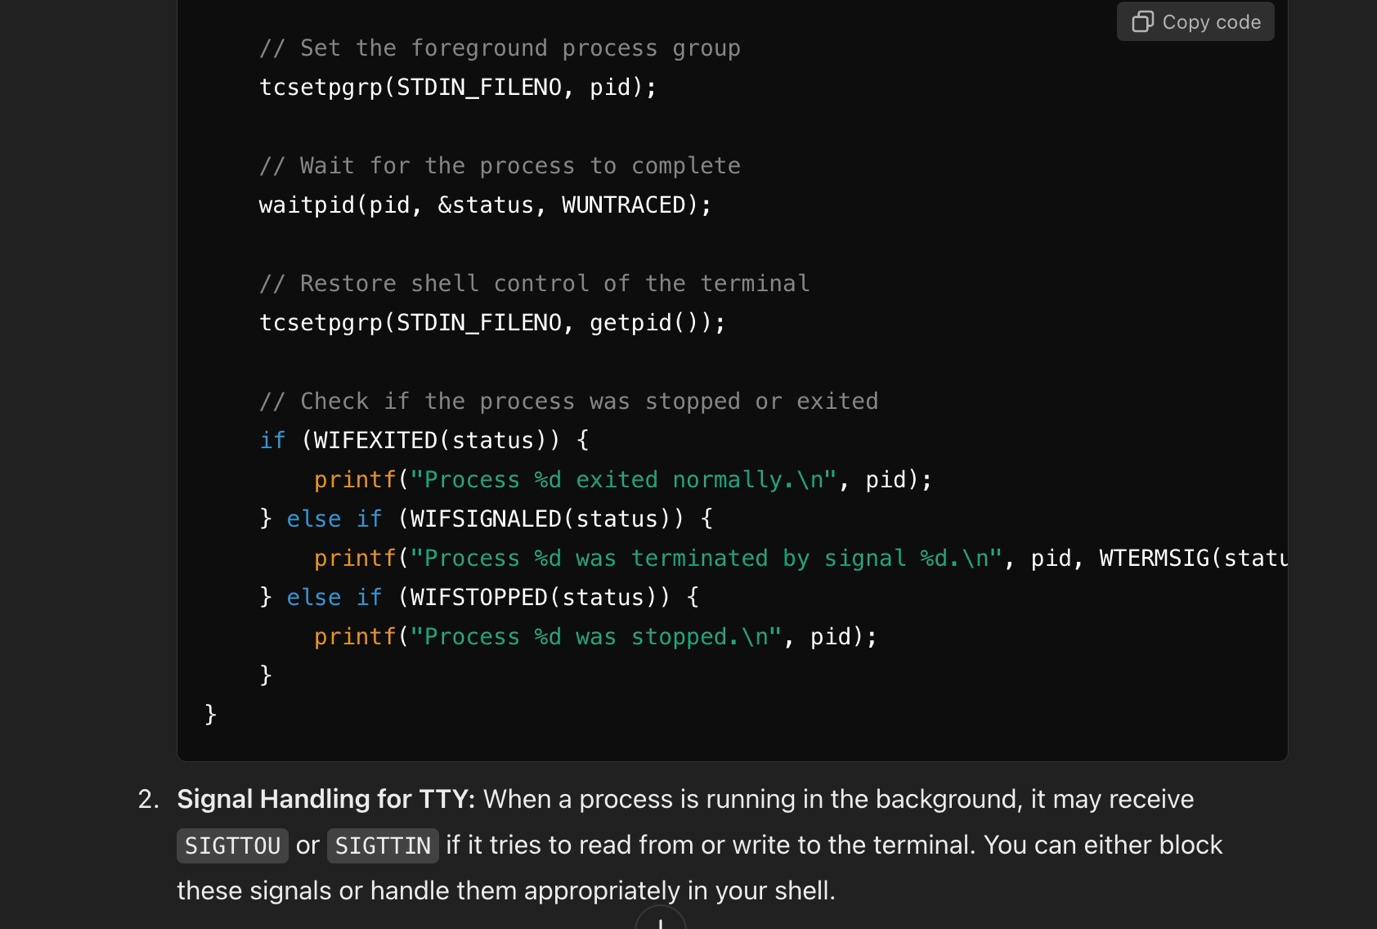 Copy code
// Set the foreground process group
tcsetpgrp(STDIN_FILENO, pid);
// Wait for the process to complete
waitpid(pid, &status, WUNTRACED);
// Restore shell control of the terminal
tcsetpgrp(STDIN_FILENO, getpid());
// Check if the process was stopped or exited
if (WIFEXITED(status)) {
printf("Process %d exited normally.\n", pid);
} else if (WIFSIGNALED(status)) {
printf("Process %d was terminated by signal %d.\n", pid, WTERMSIG(statu
} else if (WIFSTOPPED(status)) {
printf("Process %d was stopped.\n", pid);
}
}
2. Signal Handling for TTY: When a process is running in the background, it may receive
SIGTTOU or SIGTTIN if it tries to read from or write to the terminal. You can either block
these signals or handle them appropriately in your shell.